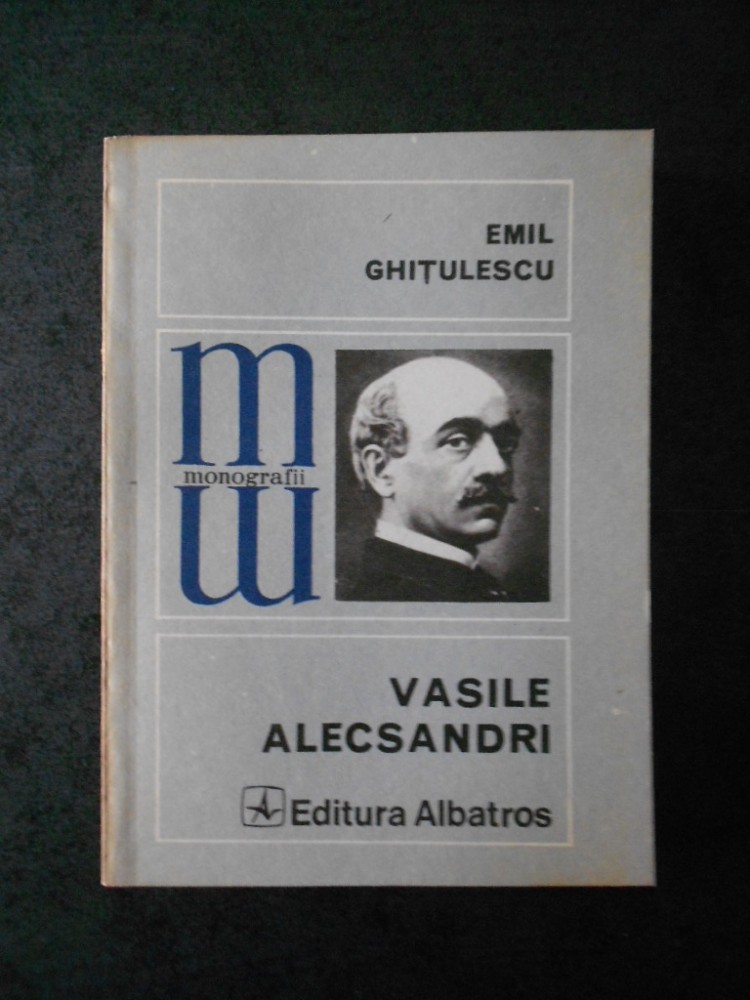 EMIL
GHIȚULESCU
m
monografii
m
VASILE
ALECSANDRI
Editura Albatros